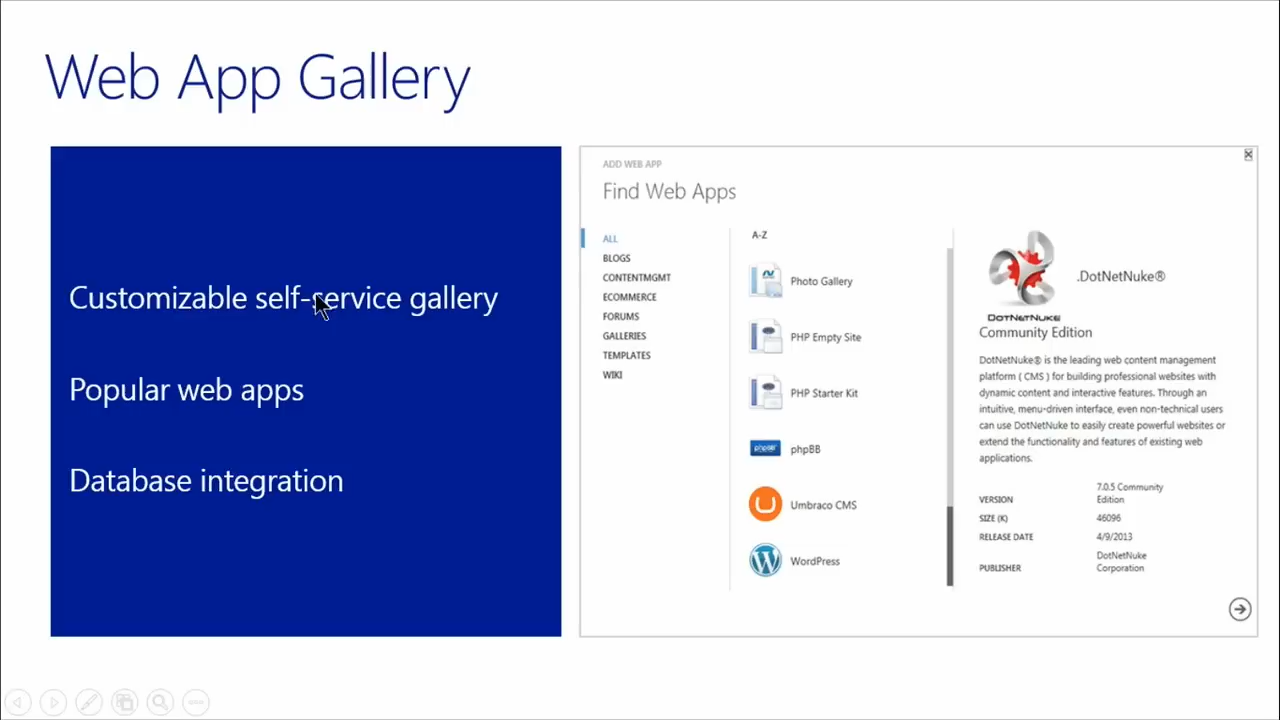 Web App Gallery
Customizable self-service gallery
Popular web apps
Database integration
ADD WEB APP
Find Web Apps
ALL
BLOGS
CONTENTMGMT
ECOMMERCE
FORUMS
GALLERIES
TEMPLATES
WIKI
A-Z
Photo Gallery
PHP Empty Site
PHP Starter Kit
phpBB
phpBB
Umbraco CMS
WordPress
DOTNETNUKE
.DotNetNuke®
Community Edition
DotNetNuke® is the leading web content management
platform ( CMS ) for building professional websites with
dynamic content and interactive features. Through an
intuitive, menu-driven interface, even non-technical users
can use DotNetNuke to easily create powerful websites or
extend the functionality and features of existing web
applications.
VERSION 7.0.5 Community
Edition
SIZE (K) 46096
RELEASE DATE 4/9/2013
PUBLISHER DotNetNuke
Corporation